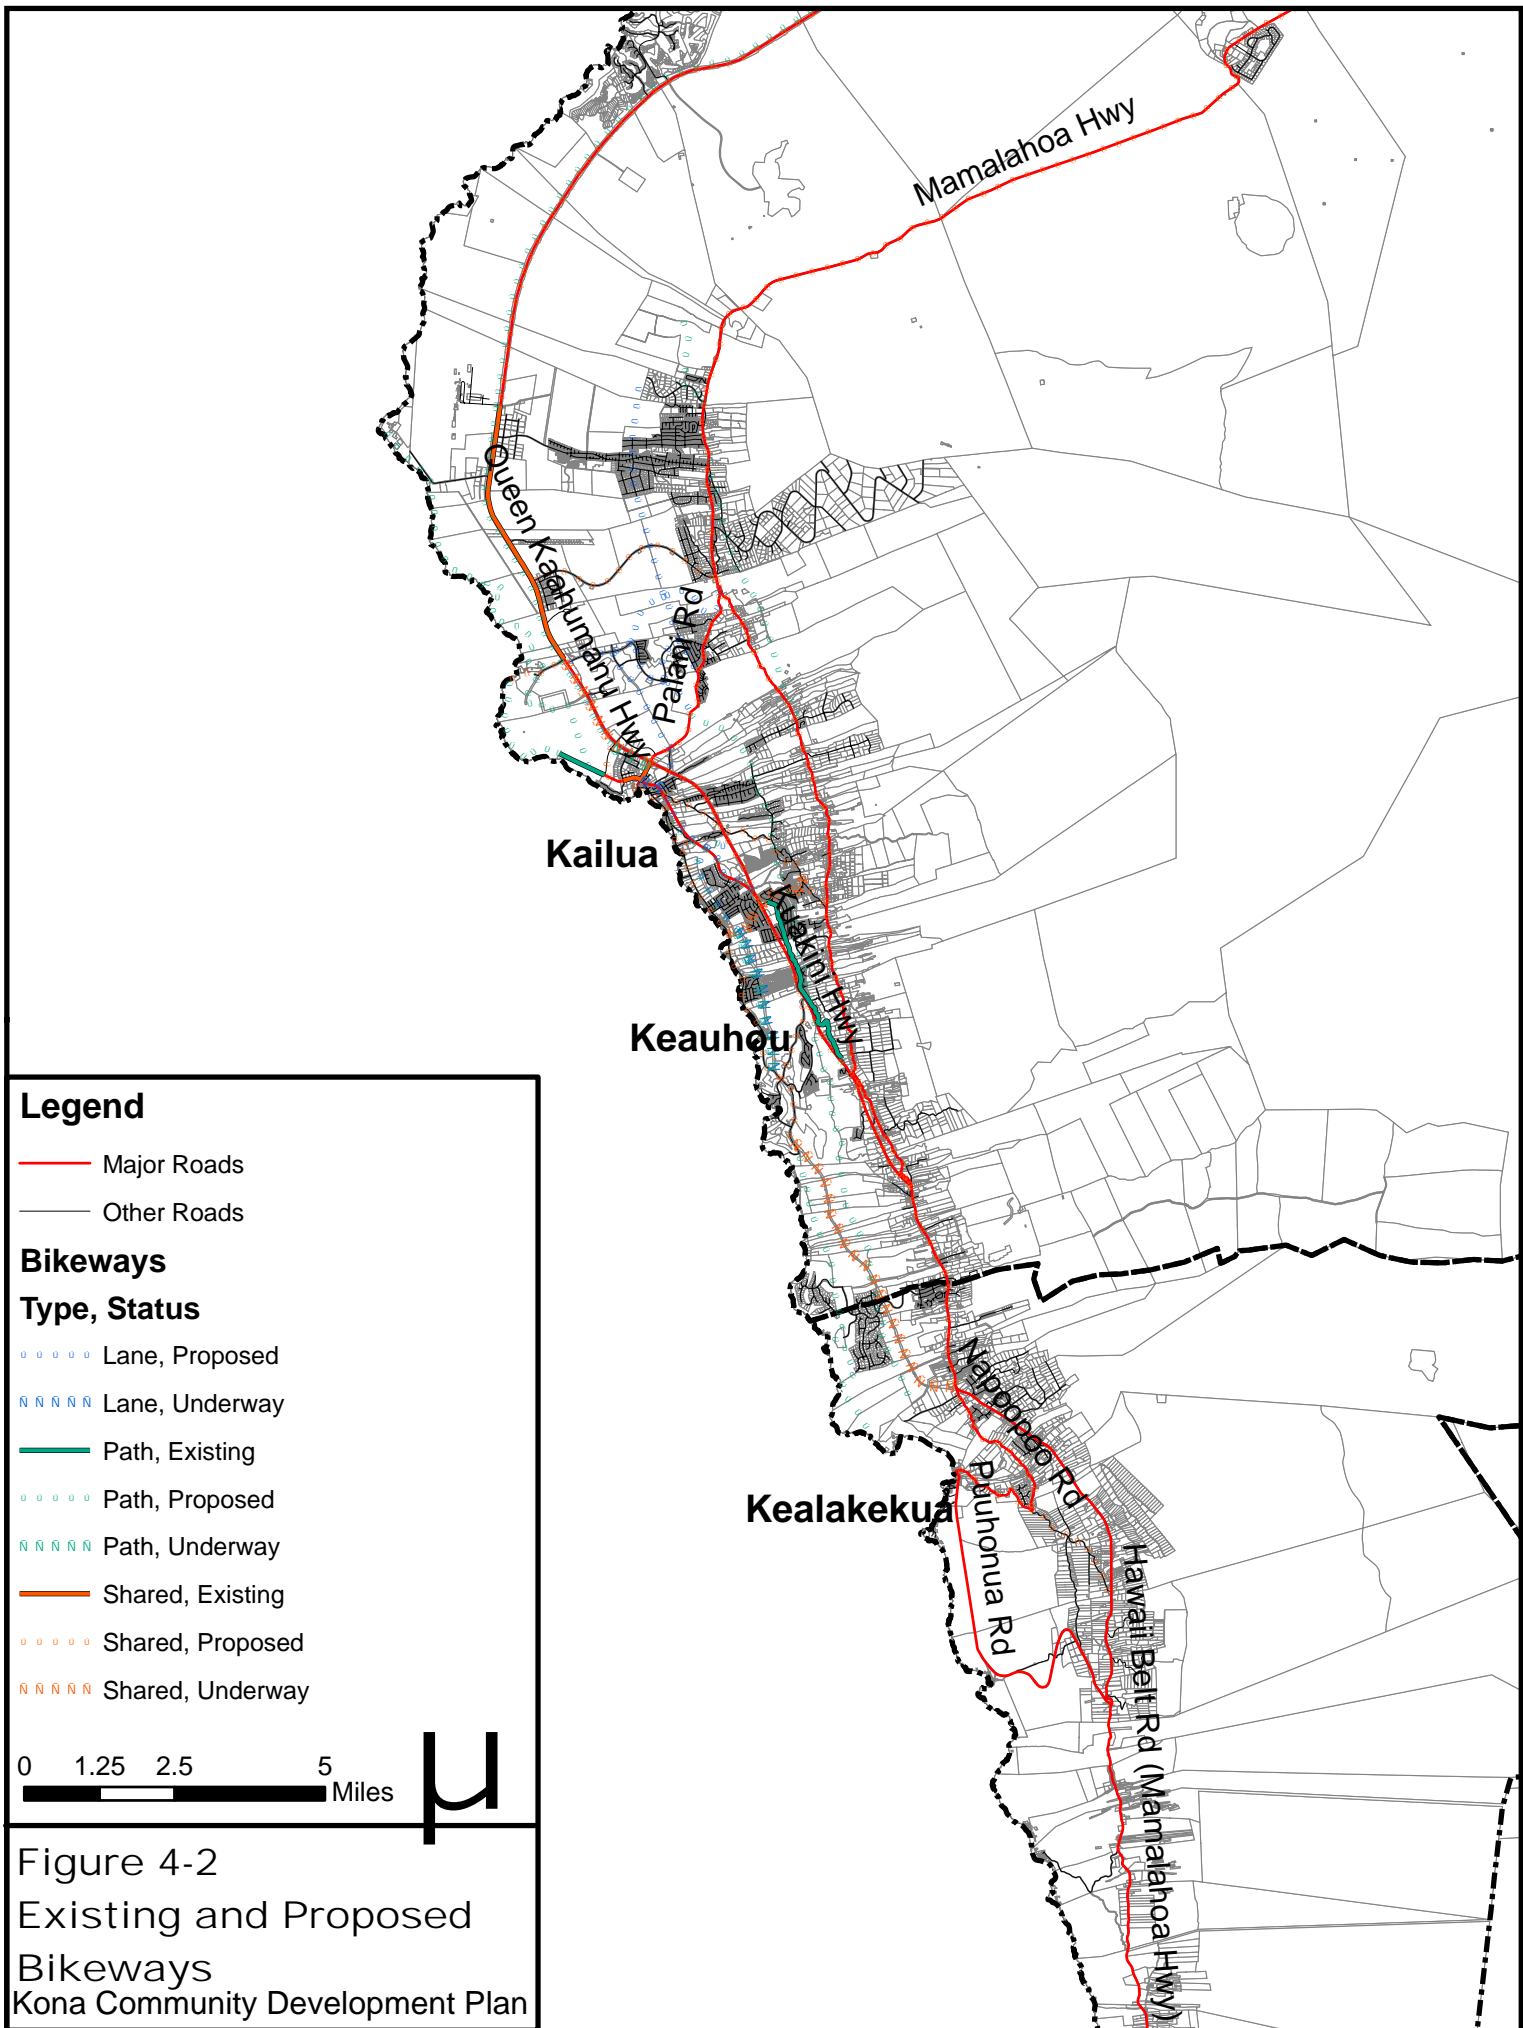 Mamalahoa Hwy
Queen Kaahumanu Hwy
Palani Rd
Kailua
Kuakini Hwy
Keauhou
Napoopoo Rd
Kealakekua
Puuhonua Rd
Hawaii Belt Rd (Mamalahoa Hwy)
Legend
Major Roads
Other Roads
Bikeways
Type, Status
Lane, Proposed
Ñ Ñ Ñ Ñ Ñ Lane, Underway
Path, Existing
Path, Proposed
Ñ Ñ Ñ Ñ Ñ Path, Underway
Shared, Existing
Shared, Proposed
Ñ Ñ Ñ Ñ Ñ Shared, Underway
0 1.25 2.5 5
Miles
µ
Figure 4-2
Existing and Proposed
Bikeways
Kona Community Development Plan